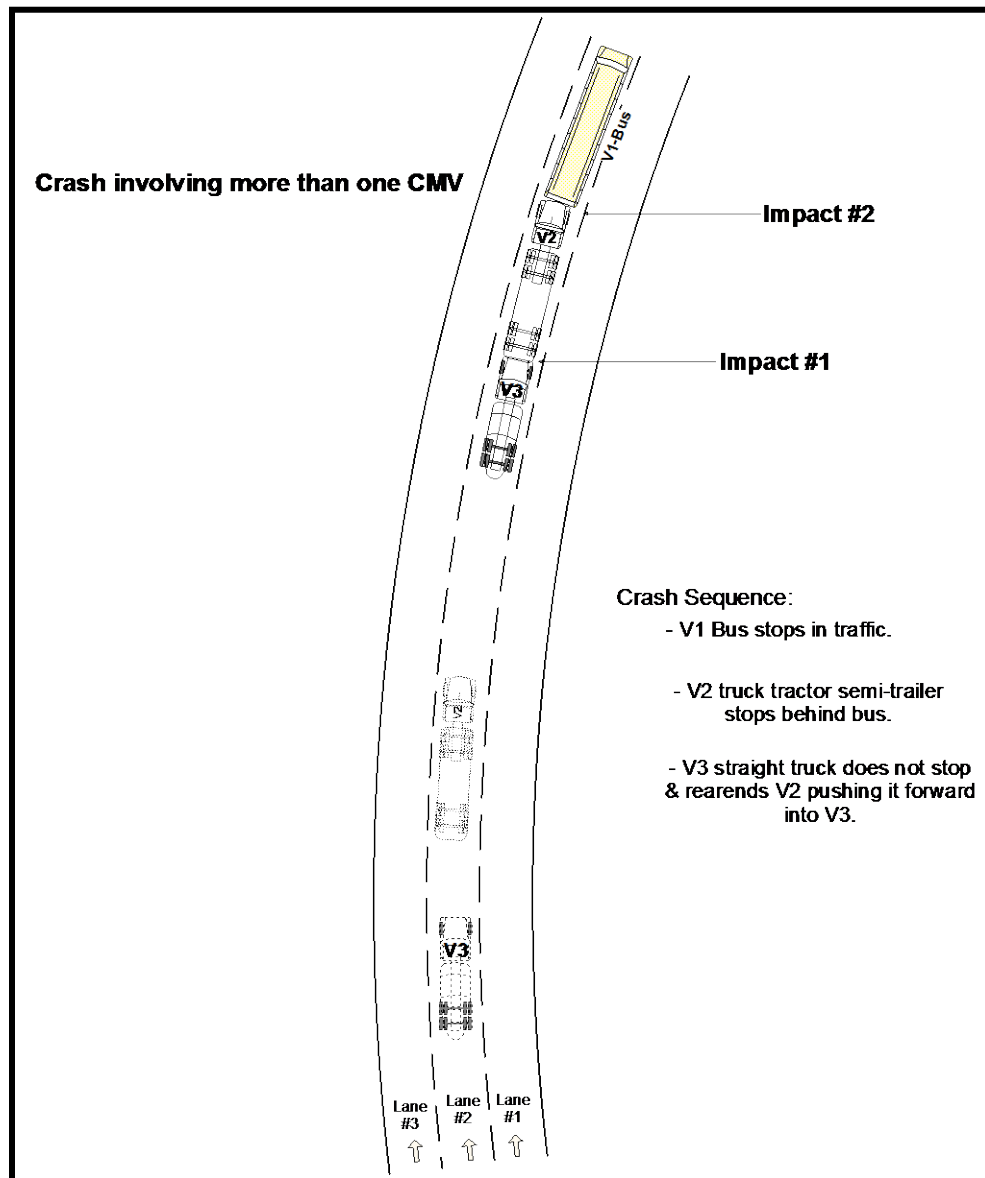 V1-Bus
Crash involving more than one CMV
Impact #2
V2
Impact #1
V3
Crash Sequence:
- V1 Bus stops in traffic.
- V2 truck tractor semi-trailer
stops behind bus.
V2
- V3 straight truck does not stop
& rearends V2 pushing it forward
into V3.
V3
Lane
#3
Lane
#2
Lane
#1